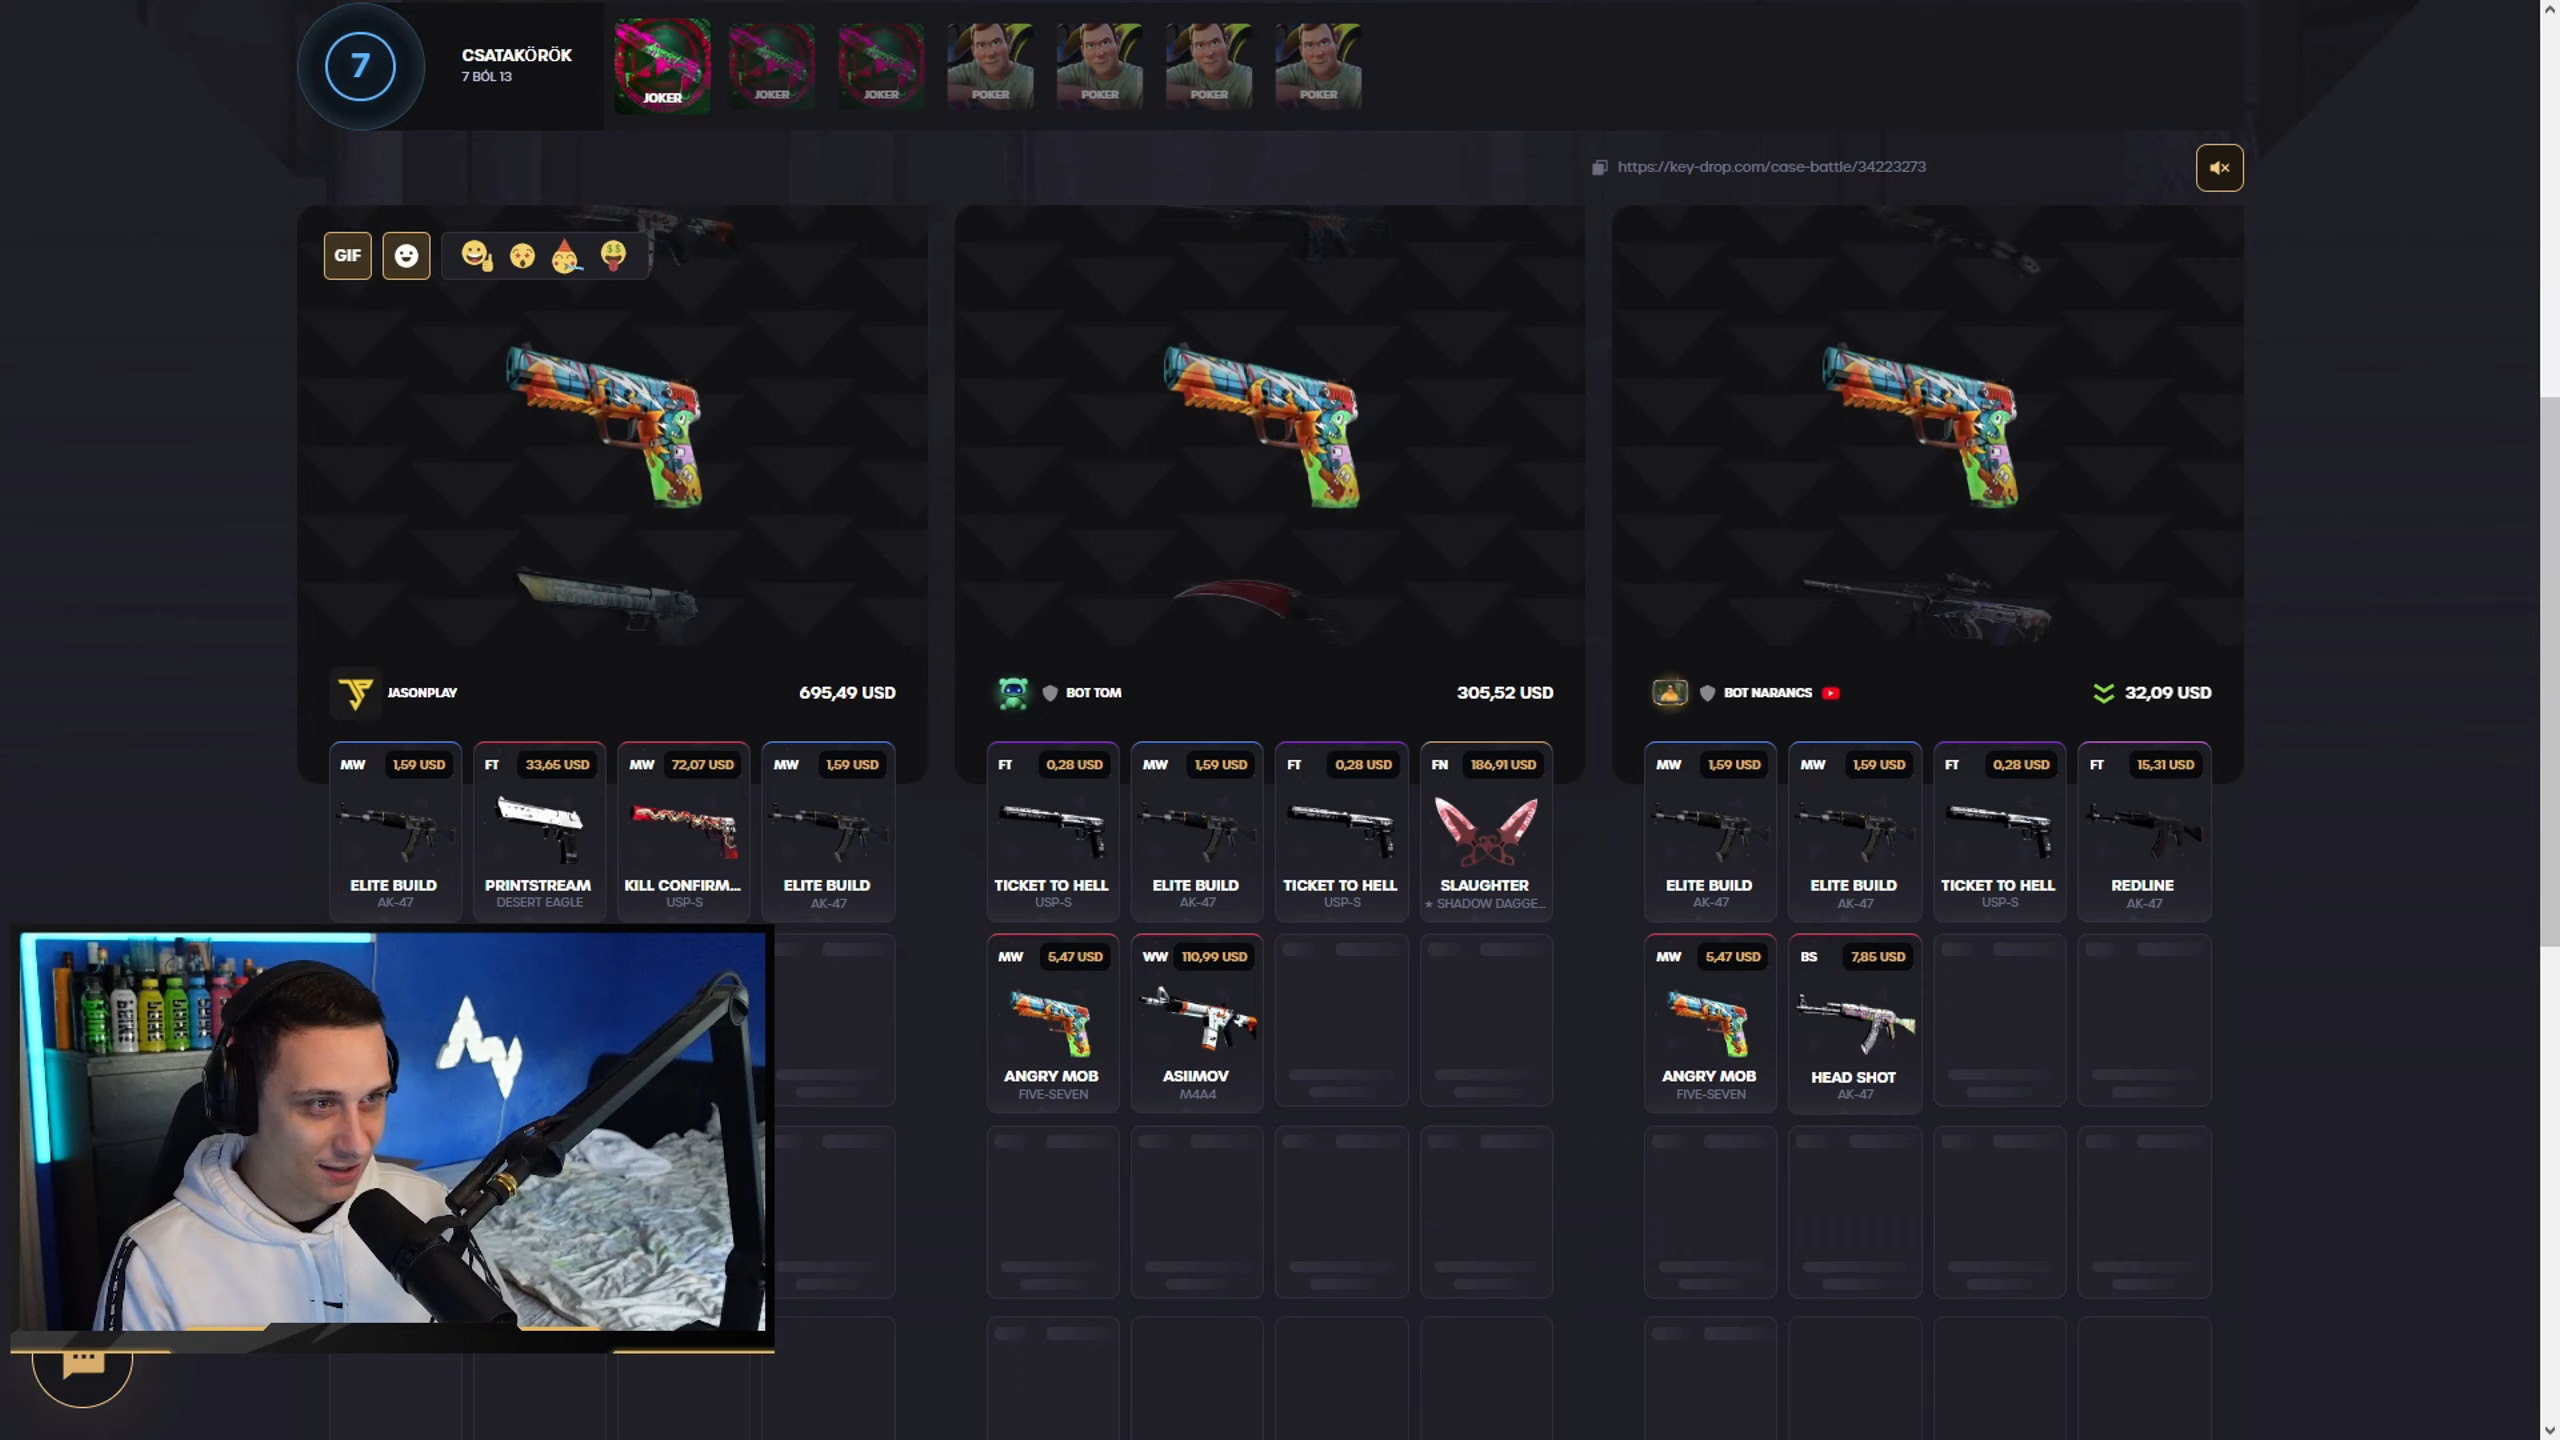 7
CSATAKÖRÖK
7 BÓL 13
JOKER
JOKER
JOKER
POKER
POKER
POKER
POKER
https://key-drop.com/case-battle/34223273
GIF
JASONPLAY
695,49 USD
BOT TOM
305,52 USD
BOT NARANCS
32,09 USD
MW 1,59 USD
ELITE BUILD
AK-47
FT 33,65 USD
PRINTSTREAM
DESERT EAGLE
MW 72,07 USD
KILL CONFIRM...
USP-S
MW 1,59 USD
ELITE BUILD
AK-47
FT 0,28 USD
TICKET TO HELL
USP-S
MW 1,59 USD
ELITE BUILD
AK-47
FT 0,28 USD
TICKET TO HELL
USP-S
FN 186,91 USD
SLAUGHTER
★ SHADOW DAGGE...
MW 5,47 USD
ANGRY MOB
FIVE-SEVEN
WW 110,99 USD
ASIIMOV
M4A4
MW 1,59 USD
ELITE BUILD
AK-47
MW 1,59 USD
ELITE BUILD
AK-47
FT 0,28 USD
TICKET TO HELL
USP-S
FT 15,31 USD
REDLINE
AK-47
MW 5,47 USD
ANGRY MOB
FIVE-SEVEN
BS 7,85 USD
HEAD SHOT
AK-47